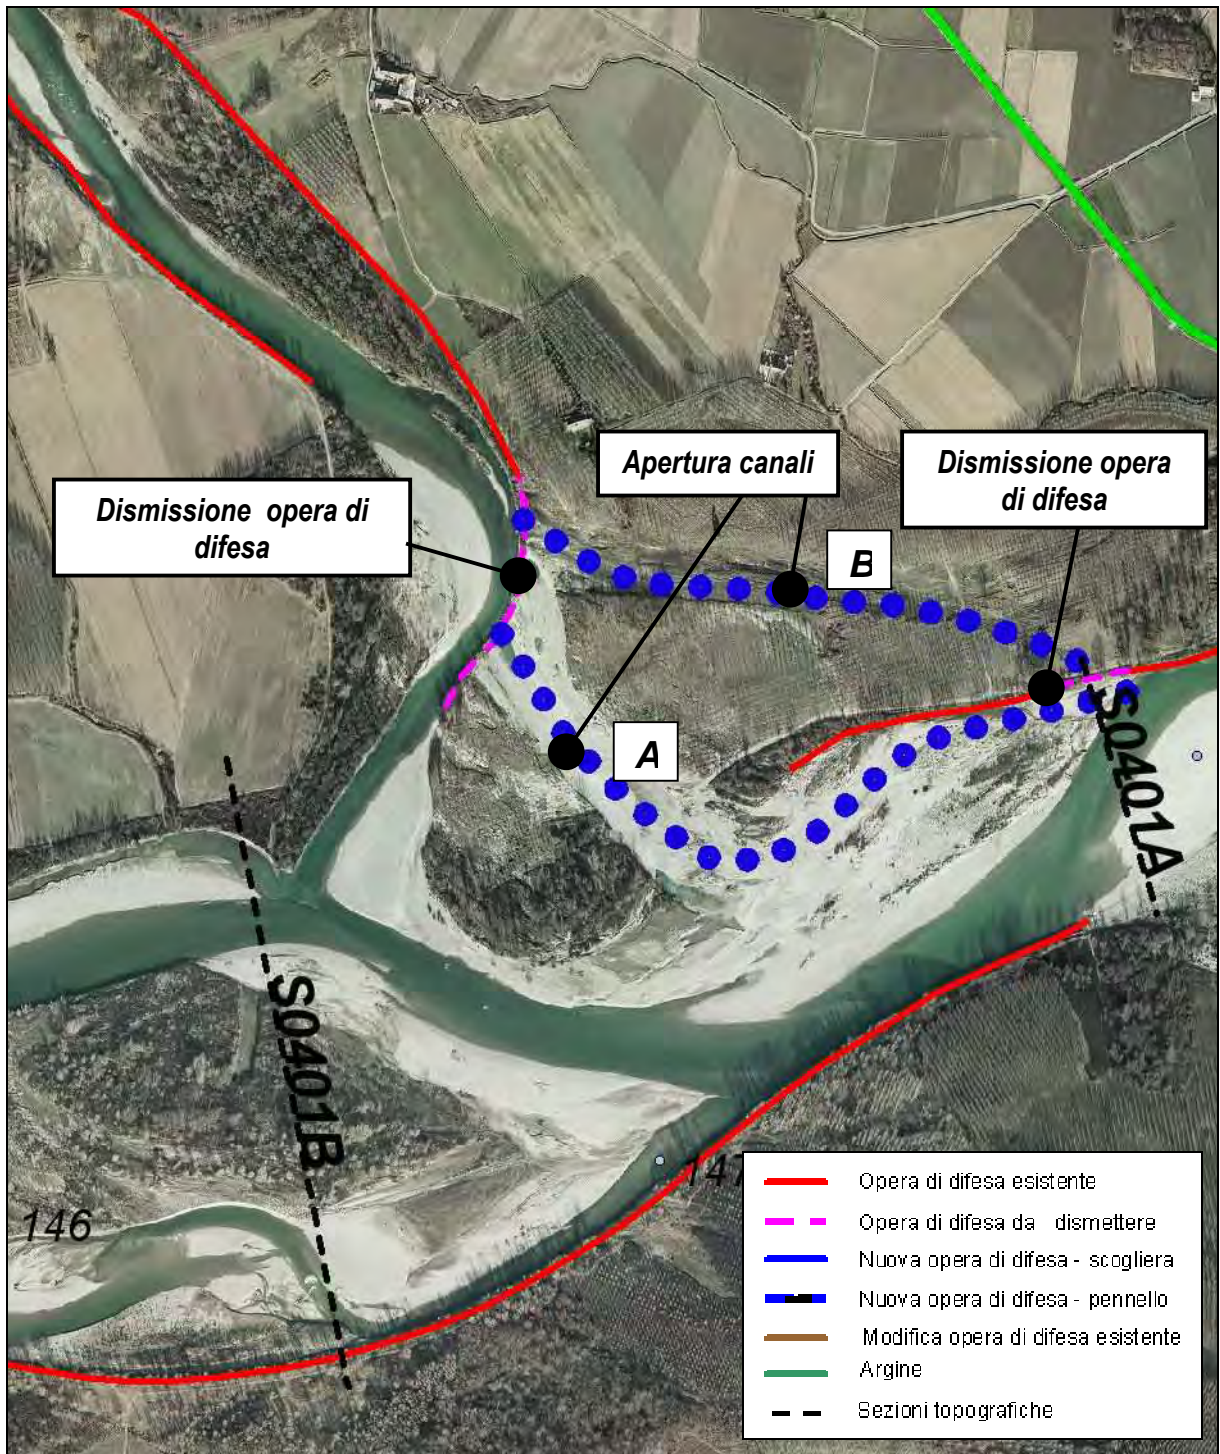 Apertura canali
Dismissione opera
di difesa
Dismissione opera di
difesa
B
A
S0401A
S0401B
147
146
Opera di difesa esistente
Opera di difesa da dismettere
Nuova opera di difesa - scogliera
Nuova opera di difesa - pennello
Modifica opera di difesa esistente
Argine
Sezioni topografiche